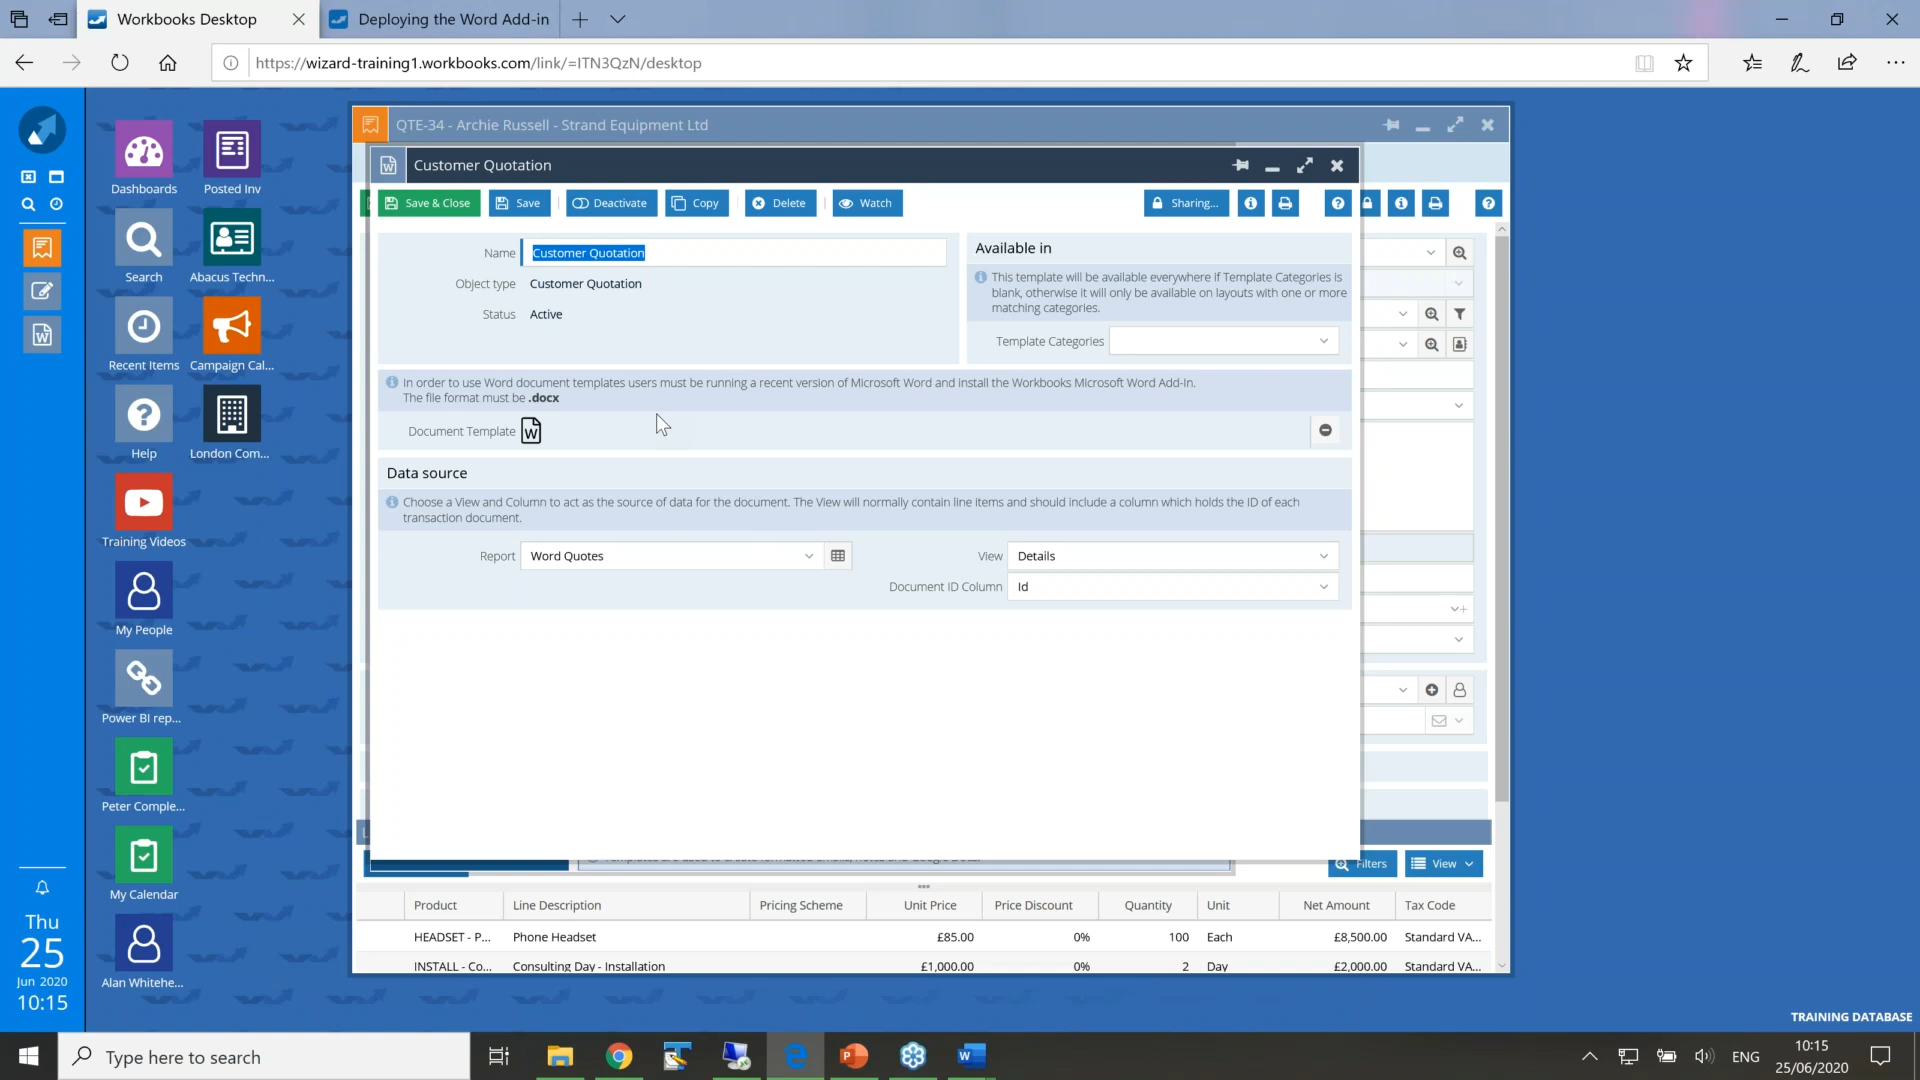 Workbooks Desktop
Deploying the Word Add-in
https://wizard-training1.workbooks.com/link/=ITN3QzN/desktop
QTE-34 - Archie Russell - Strand Equipment Ltd
Customer Quotation
Save & Close
Save
Deactivate
Copy
Delete
Watch
Sharing...
Name
Customer Quotation
Object type
Customer Quotation
Status
Active
Available in
This template will be available everywhere if Template Categories is
blank, otherwise it will only be available on layouts with one or more
matching categories.
Template Categories
In order to use Word document templates users must be running a recent version of Microsoft Word and install the Workbooks Microsoft Word Add-In.
The file format must be .docx
Document Template
Data source
Choose a View and Column to act as the source of data for the document. The View will normally contain line items and should include a column which holds the ID of each
transaction document.
Report
Word Quotes
View
Details
Document ID Column
Id
Filters
View
Product
Line Description
Pricing Scheme
Unit Price
Price Discount
Quantity
Unit
Net Amount
Tax Code
HEADSET - P...
Phone Headset
£85.00
0%
100
Each
£8,500.00
Standard VA...
INSTALL - Co...
Consulting Day - Installation
£1,000.00
0%
2
Day
£2,000.00
Standard VA...
Dashboards
Posted Inv
Search
Abacus Techn...
Recent Items
Campaign Cal...
Help
London Com...
Training Videos
My People
Power BI rep...
Peter Comple...
My Calendar
Alan Whitehe...
Thu
25
Jun 2020
10:15
TRAINING DATABASE
Type here to search
ENG
10:15
25/06/2020